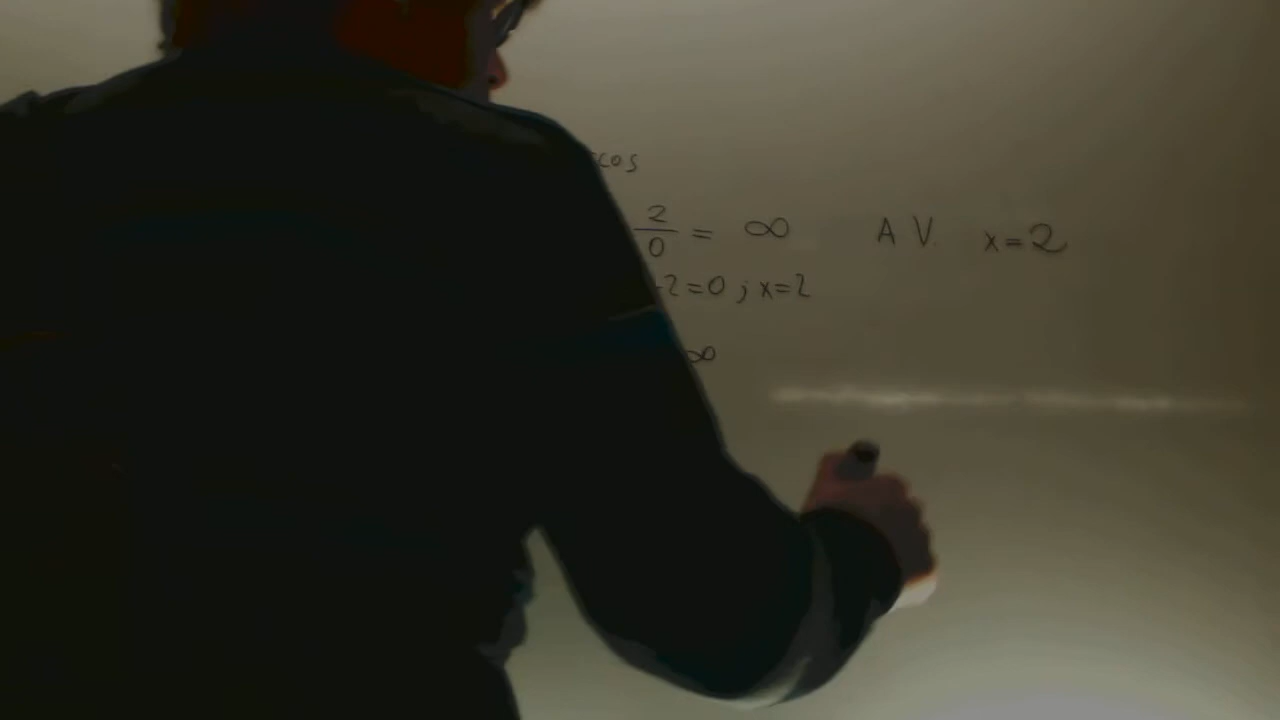 cos
2/0 = ∞ A V. x=2
-2=0 ; x=2
∞